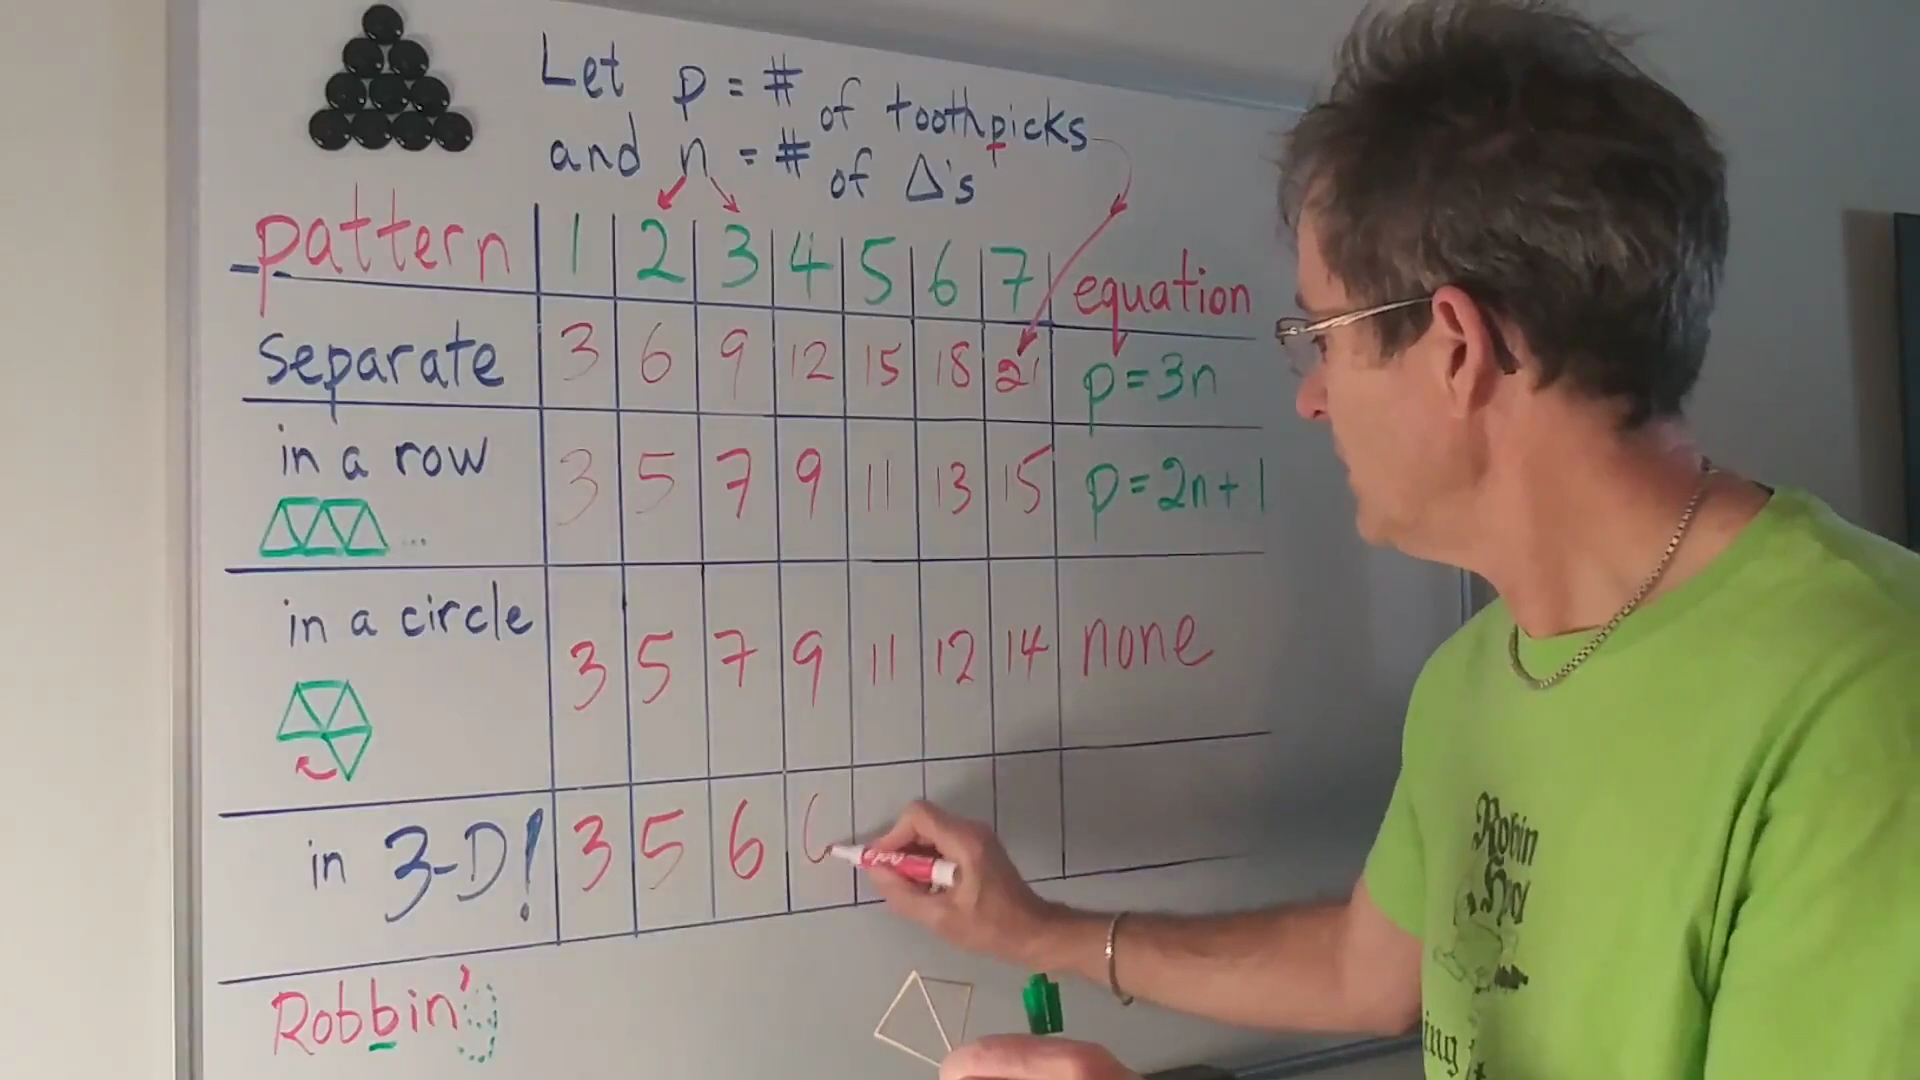 Let p = # of toothpicks
and n = # of Δ's
pattern 1 2 3 4 5 6 7 equation
separate 3 6 9 12 15 18 21 p = 3n
in a row 3 5 7 9 11 13 15 p = 2n + 1
...
in a circle 3 5 7 9 11 12 14 none
in 3-D! 3 5 6
Robbin'
Robin